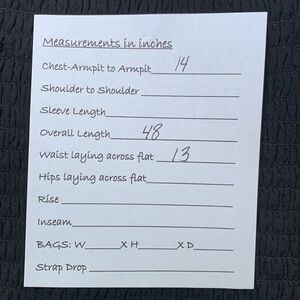 Measurements in inches
Chest-Armpit to Armpit 14
Shoulder to Shoulder
Sleeve Length
Overall Length 48
Waist laying across flat 13
Hips laying across flat
Rise
Inseam
BAGS: W X H X D
Strap Drop